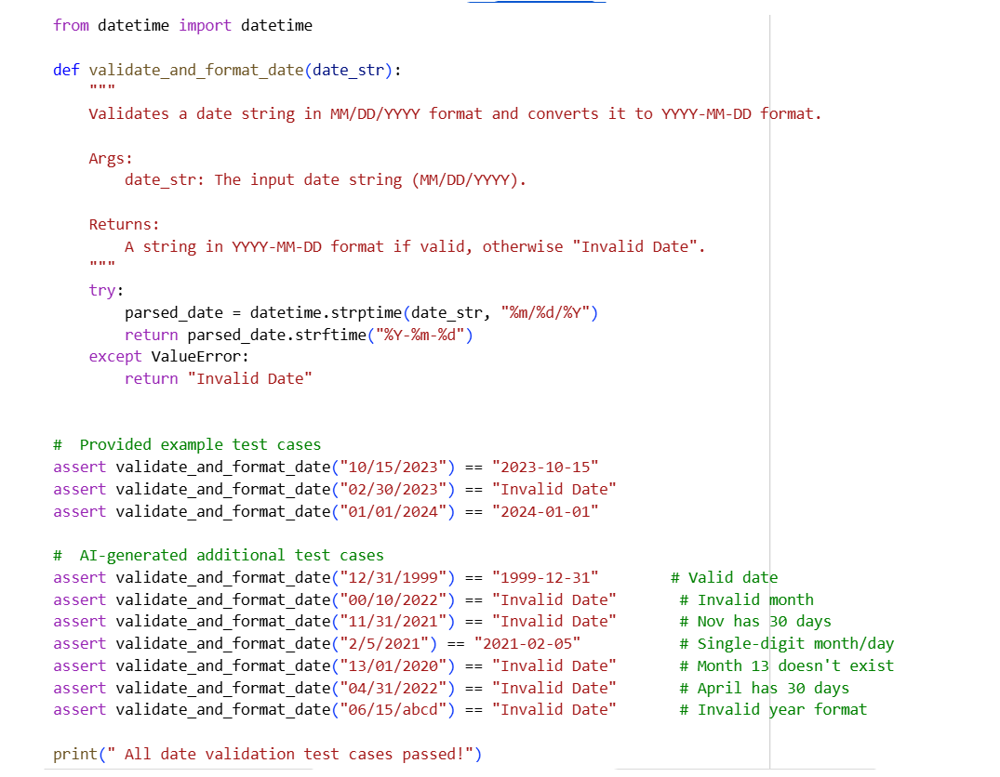 from datetime import datetime
def validate_and_format_date(date_str):
"""
Validates a date string in MM/DD/YYYY format and converts it to YYYY-MM-DD format.
Args:
date_str: The input date string (MM/DD/YYYY).
Returns:
A string in YYYY-MM-DD format if valid, otherwise "Invalid Date".
"""
try:
parsed_date = datetime.strptime(date_str, "%m/%d/%Y")
return parsed_date.strftime("%Y-%m-%d")
except ValueError:
return "Invalid Date"
#  Provided example test cases
assert validate_and_format_date("10/15/2023") == "2023-10-15"
assert validate_and_format_date("02/30/2023") == "Invalid Date"
assert validate_and_format_date("01/01/2024") == "2024-01-01"
#  AI-generated additional test cases
assert validate_and_format_date("12/31/1999") == "1999-12-31"        # Valid date
assert validate_and_format_date("00/10/2022") == "Invalid Date"       # Invalid month
assert validate_and_format_date("11/31/2021") == "Invalid Date"       # Nov has 30 days
assert validate_and_format_date("2/5/2021") == "2021-02-05"           # Single-digit month/day
assert validate_and_format_date("13/01/2020") == "Invalid Date"       # Month 13 doesn't exist
assert validate_and_format_date("04/31/2022") == "Invalid Date"       # April has 30 days
assert validate_and_format_date("06/15/abcd") == "Invalid Date"       # Invalid year format
print(" All date validation test cases passed!")